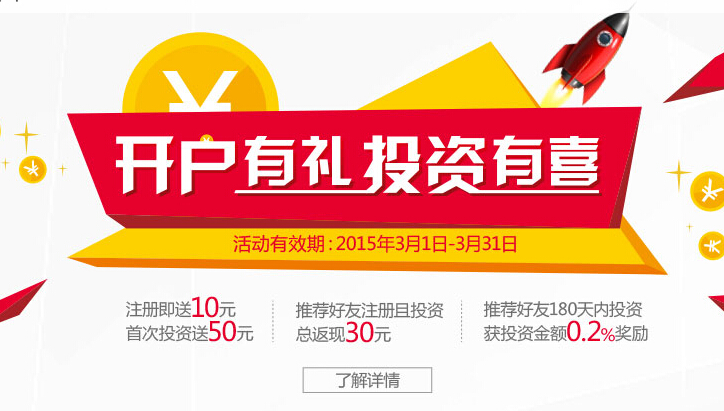 开户有礼 投资有喜
活动有效期：2015年3月1日-3月31日
注册即送10元
首次投资送50元
推荐好友注册且投资
总返现30元
推荐好友180天内投资
获投资金额0.2%奖励
了解详情